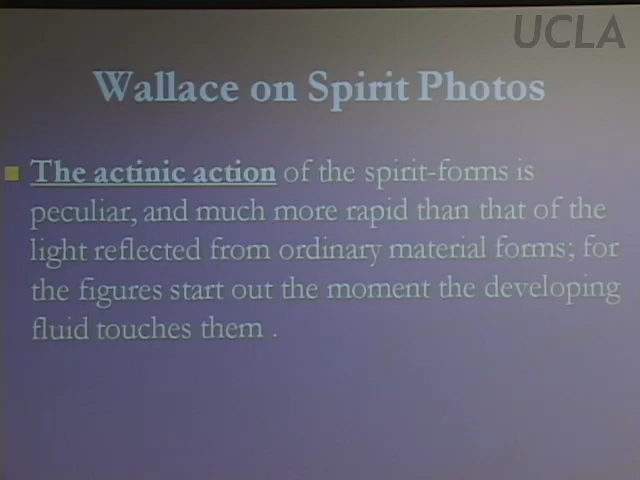 UCLA
Wallace on Spirit Photos
The actinic action of the spirit-forms is
peculiar, and much more rapid than that of the
light reflected from ordinary material forms; for
the figures start out the moment the developing
fluid touches them .